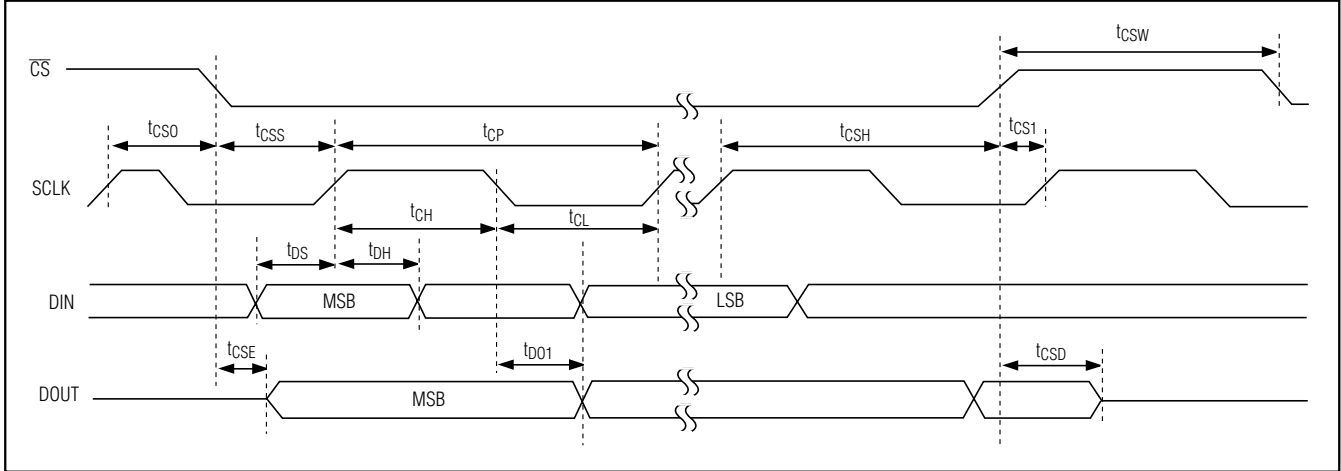 tCSW
CS
tCSO tCSS tCP tCSH tCS1
SCLK
tCH tCL
tDS tDH
DIN MSB LSB
tCSE tDO1 tCSD
DOUT MSB